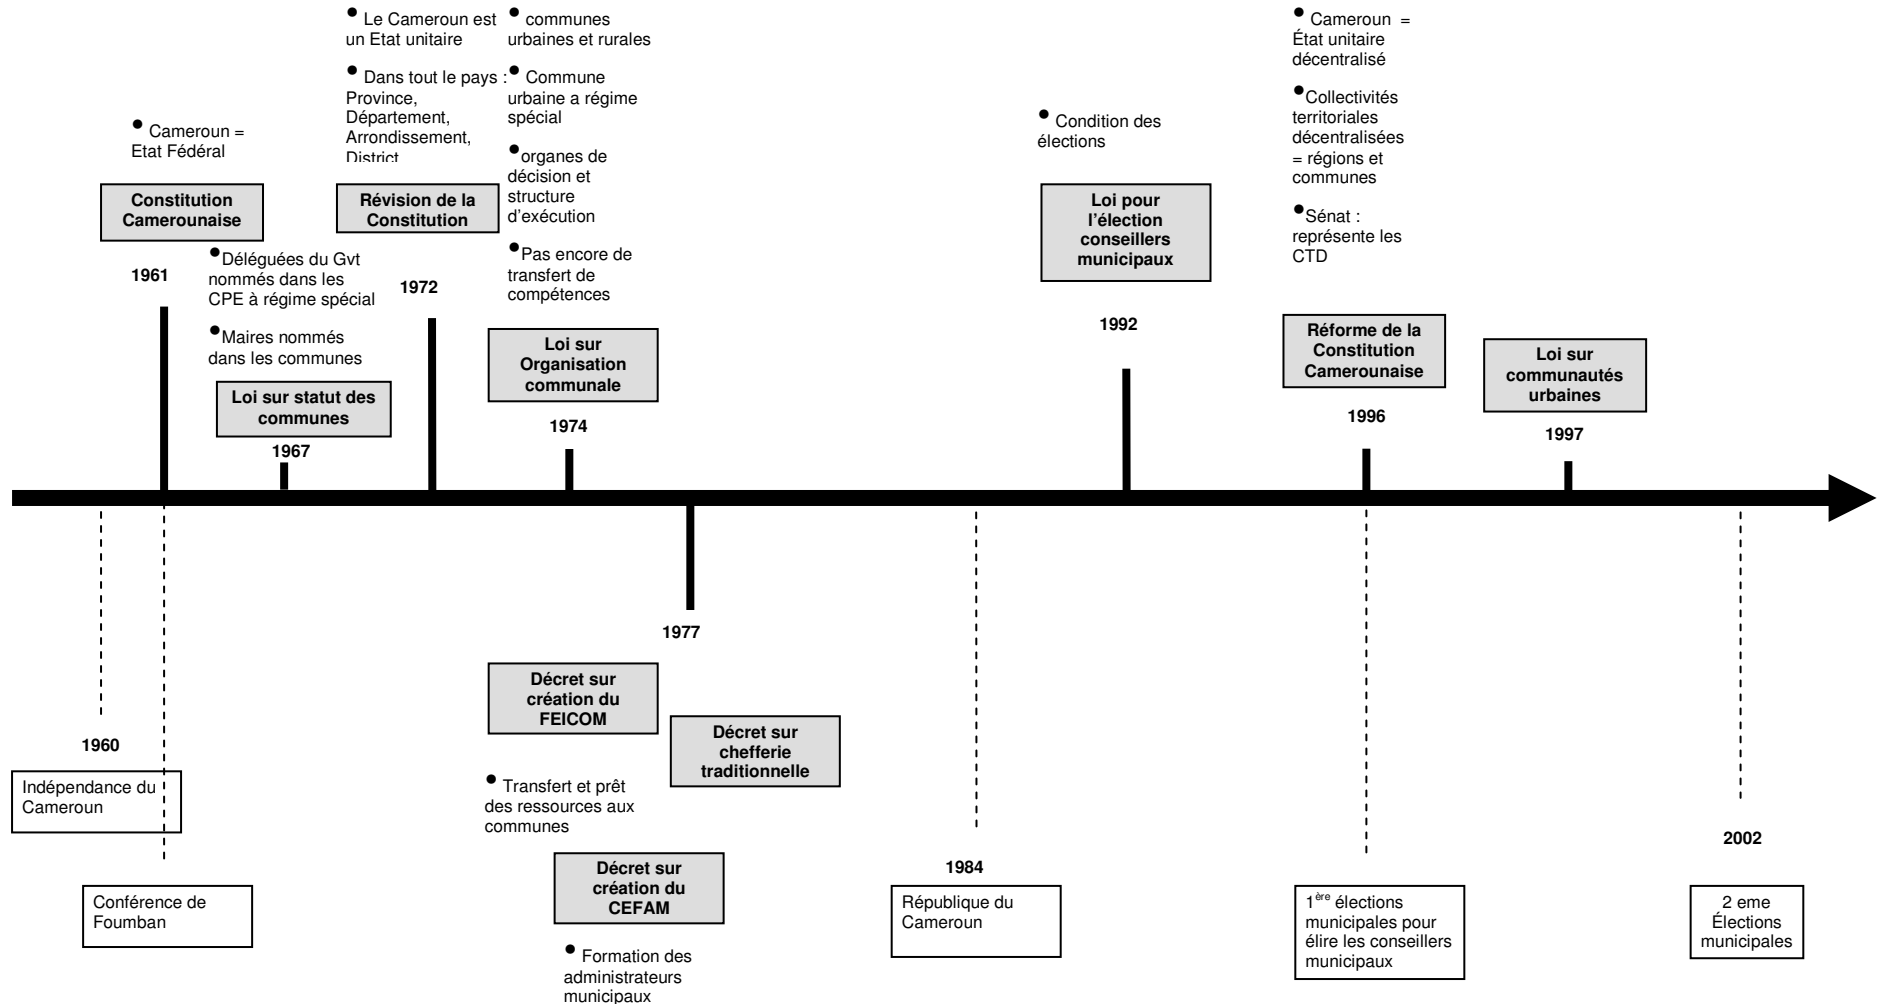 ● Cameroun =
Etat Fédéral
Constitution
Camerounaise
1961
● Déléguées du Gvt
nommés dans les
CPE à régime spécial
● Maires nommés
dans les communes
Loi sur statut des
communes
1967
● Le Cameroun est
un Etat unitaire
● Dans tout le pays :
Province,
Département,
Arrondissement,
District
Révision de la
Constitution
1972
● communes
urbaines et rurales
● Commune
urbaine a régime
spécial
● organes de
décision et
structure
d'exécution
● Pas encore de
transfert de
compétences
Loi sur
Organisation
communale
1974
● Condition des
élections
Loi pour
l'élection
conseillers
municipaux
1992
● Cameroun =
État unitaire
décentralisé
● Collectivités
territoriales
décentralisées
= régions et
communes
● Sénat :
représente les
CTD
Réforme de la
Constitution
Camerounaise
1996
Loi sur
communautés
urbaines
1997
1960
Indépendance du
Cameroun
Conférence de
Foumban
1977
Décret sur
création du
FEICOM
● Transfert et prêt
des ressources aux
communes
Décret sur
chefferie
traditionnelle
Décret sur
création du
CEFAM
● Formation des
administrateurs
municipaux
1984
République du
Cameroun
1ère élections
municipales pour
élire les conseillers
municipaux
2002
2 eme
Élections
municipales